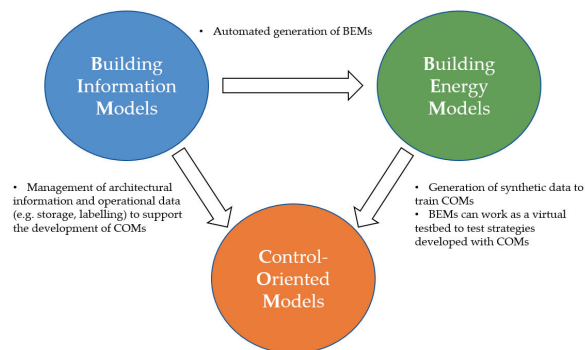 • Automated generation of BEMs
Building
Information
Models
Building
Energy
Models
• Management of architectural
information and operational data
(e.g. storage, labelling) to support
the development of COMs
• Generation of synthetic data to
train COMs
• BEMs can work as a virtual
testbed to test strategies
developed with COMs
Control-
Oriented
Models